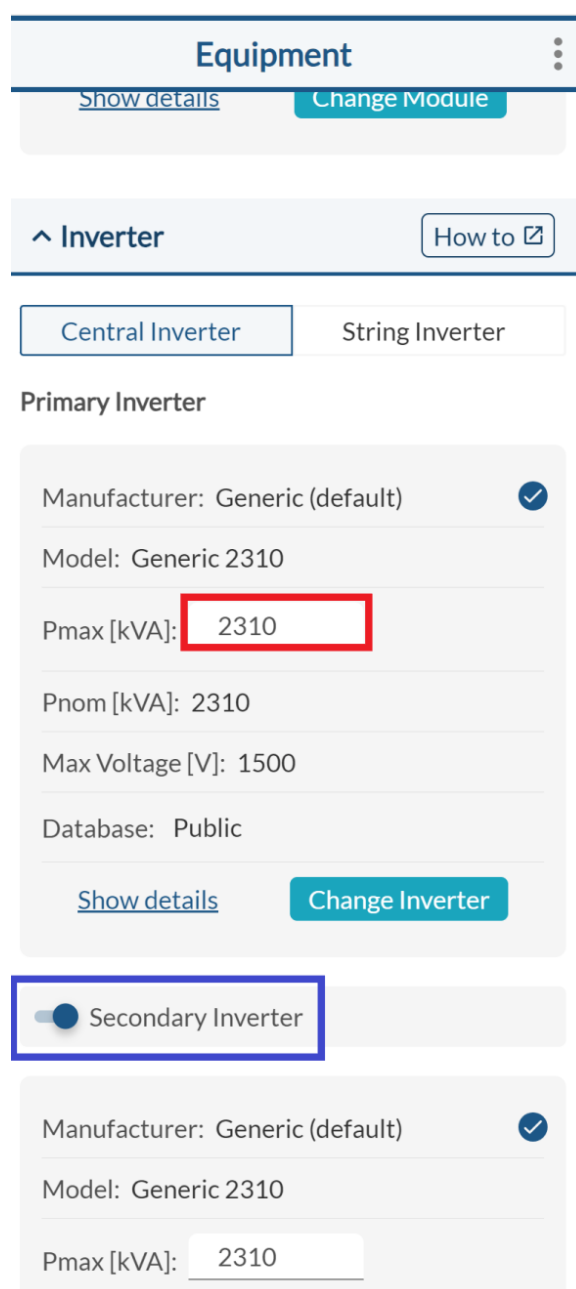 Equipment
Show details Change Module
Inverter How to
Central Inverter String Inverter
Primary Inverter
Manufacturer: Generic (default)
Model: Generic 2310
Pmax [kVA]: 2310
Pnom [kVA]: 2310
Max Voltage [V]: 1500
Database: Public
Show details Change Inverter
Secondary Inverter
Manufacturer: Generic (default)
Model: Generic 2310
Pmax [kVA]: 2310